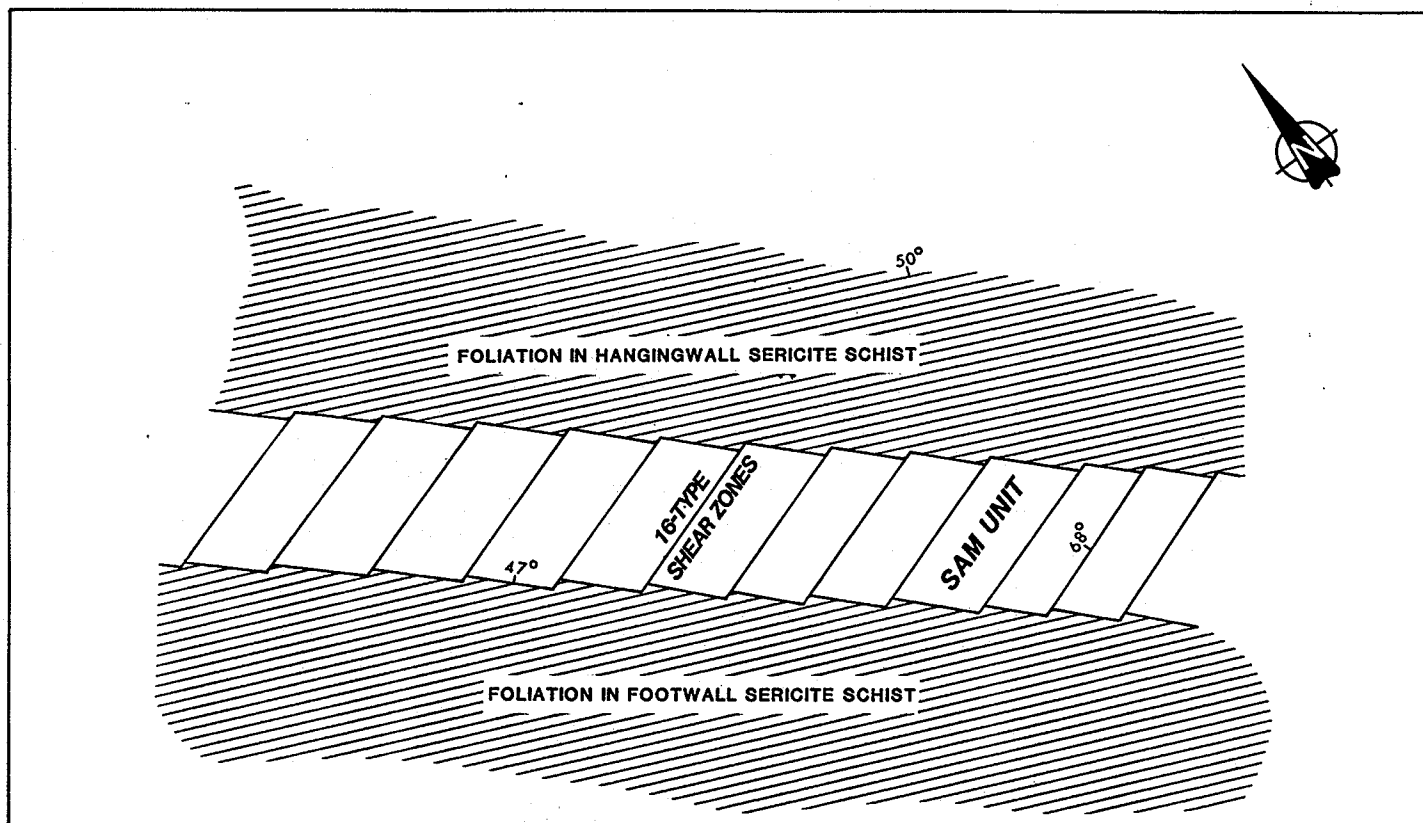 N
50°
FOLIATION IN HANGINGWALL SERICITE SCHIST
16-TYPE
SHEAR ZONES
SAM UNIT
68°
47°
FOLIATION IN FOOTWALL SERICITE SCHIST